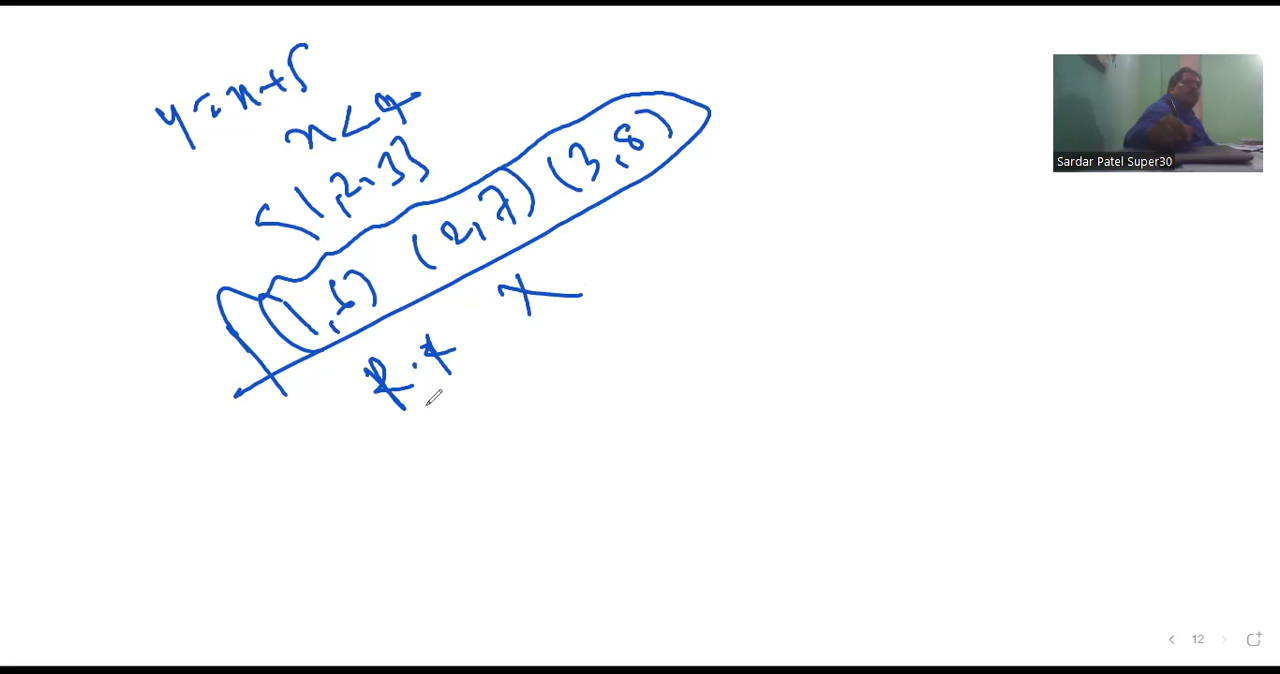 y = x + 5
x < 4
{1, 2, 3}
(1, 6) (2, 7) (3, 8)
R.
Sardar Patel Super30
12